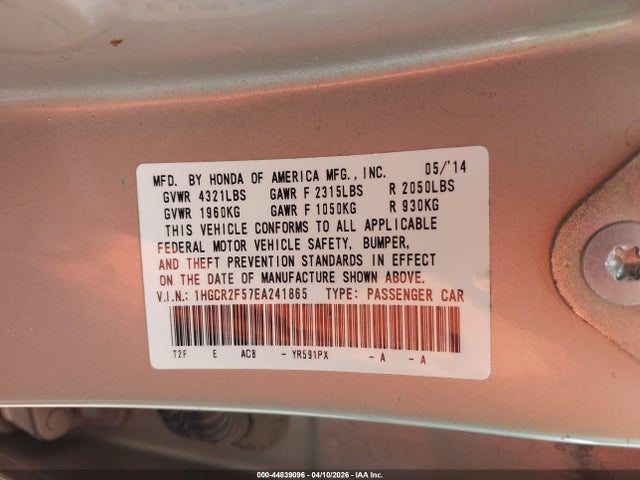 MFD. BY HONDA OF AMERICA MFG., INC. 05/'14
GVWR 4321LBS GAWR F 2315LBS R 2050LBS
GVWR 1960KG GAWR F 1050KG R 930KG
THIS VEHICLE CONFORMS TO ALL APPLICABLE
FEDERAL MOTOR VEHICLE SAFETY, BUMPER,
AND THEFT PREVENTION STANDARDS IN EFFECT
ON THE DATE OF MANUFACTURE SHOWN ABOVE.
V.I.N.: 1HGCR2F57EA241865 TYPE: PASSENGER CAR
T2F E AC8 - YR591PX - A - A
000-44839096 - 04/10/2026 - IAA Inc.